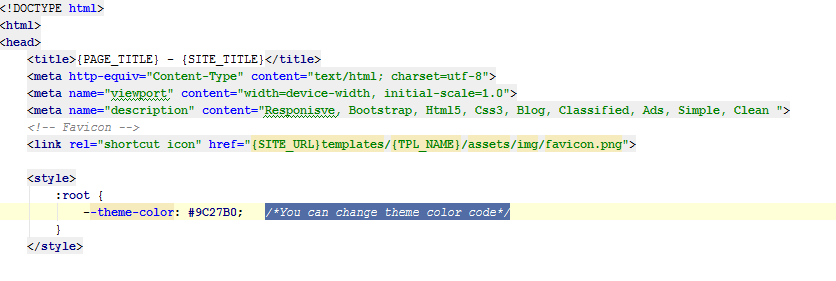 <!DOCTYPE html>
<html>
<head>
<title>{PAGE_TITLE} - {SITE_TITLE}</title>
<meta http-equiv="Content-Type" content="text/html; charset=utf-8">
<meta name="viewport" content="width=device-width, initial-scale=1.0">
<meta name="description" content="Responisve, Bootstrap, Html5, Css3, Blog, Classified, Ads, Simple, Clean ">
<!-- Favicon -->
<link rel="shortcut icon" href="{SITE_URL}templates/{TPL_NAME}/assets/img/favicon.png">
<style>
:root {
--theme-color: #9C27B0; /*You can change theme color code*/
}
</style>